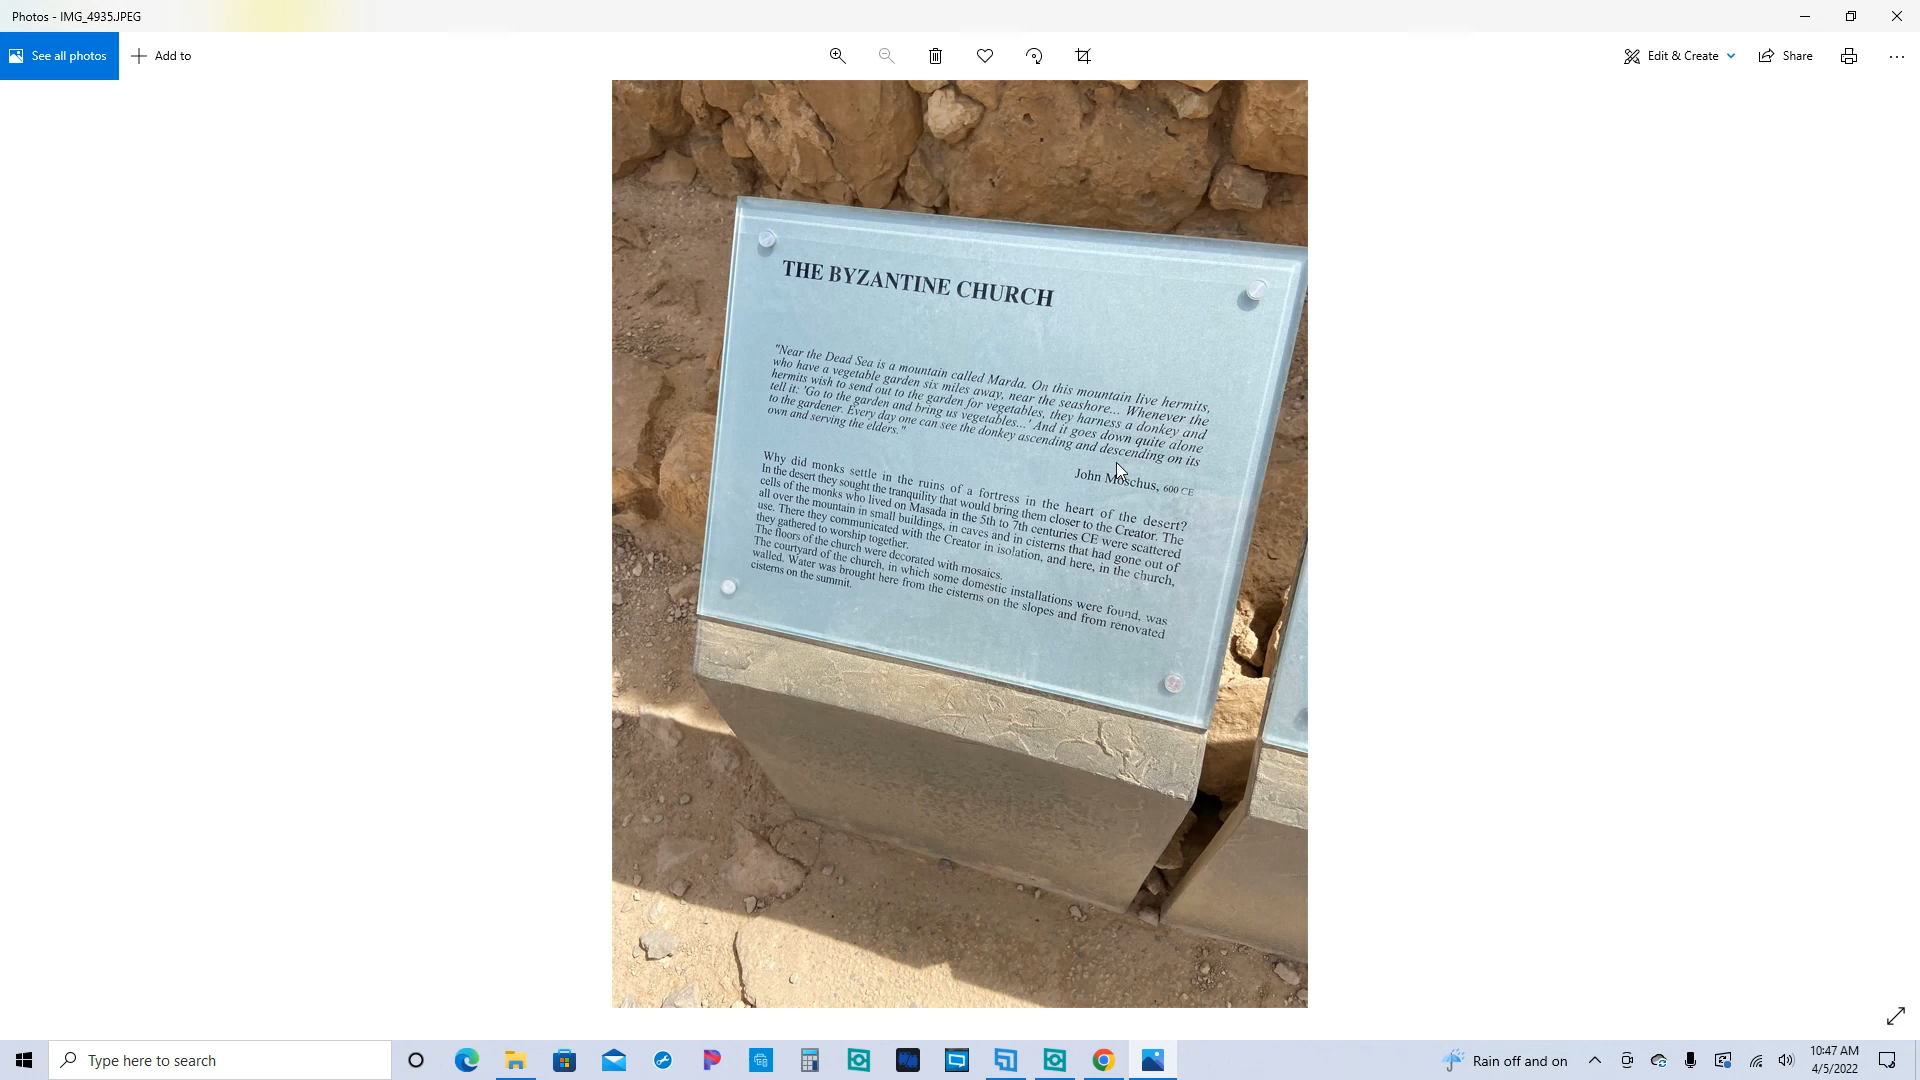 Photos - IMG_4935.JPEG
See all photos
Add to
Edit & Create
Share
THE BYZANTINE CHURCH
"Near the Dead Sea is a mountain called Marda. On this mountain live hermits,
who have a vegetable garden six miles away, near the seashore... Whenever the
hermits wish to send out to the garden for vegetables, they harness a donkey and
tell it: 'Go to the garden and bring us vegetables...' And it goes down quite alone
to the gardener. Every day one can see the donkey ascending and descending on its
own and serving the elders."
John Moschus, 600 CE
Why did monks settle in the ruins of a fortress in the heart of the desert?
In the desert they sought the tranquility that would bring them closer to the Creator. The
cells of the monks who lived on Masada in the 5th to 7th centuries CE were scattered
all over the mountain in small buildings, in caves and in cisterns that had gone out of
use. There they communicated with the Creator in isolation, and here, in the church,
they gathered to worship together.
The floors of the church were decorated with mosaics.
The courtyard of the church, in which some domestic installations were found, was
walled. Water was brought here from the cisterns on the slopes and from renovated
cisterns on the summit.
Type here to search
Rain off and on
10:47 AM
4/5/2022